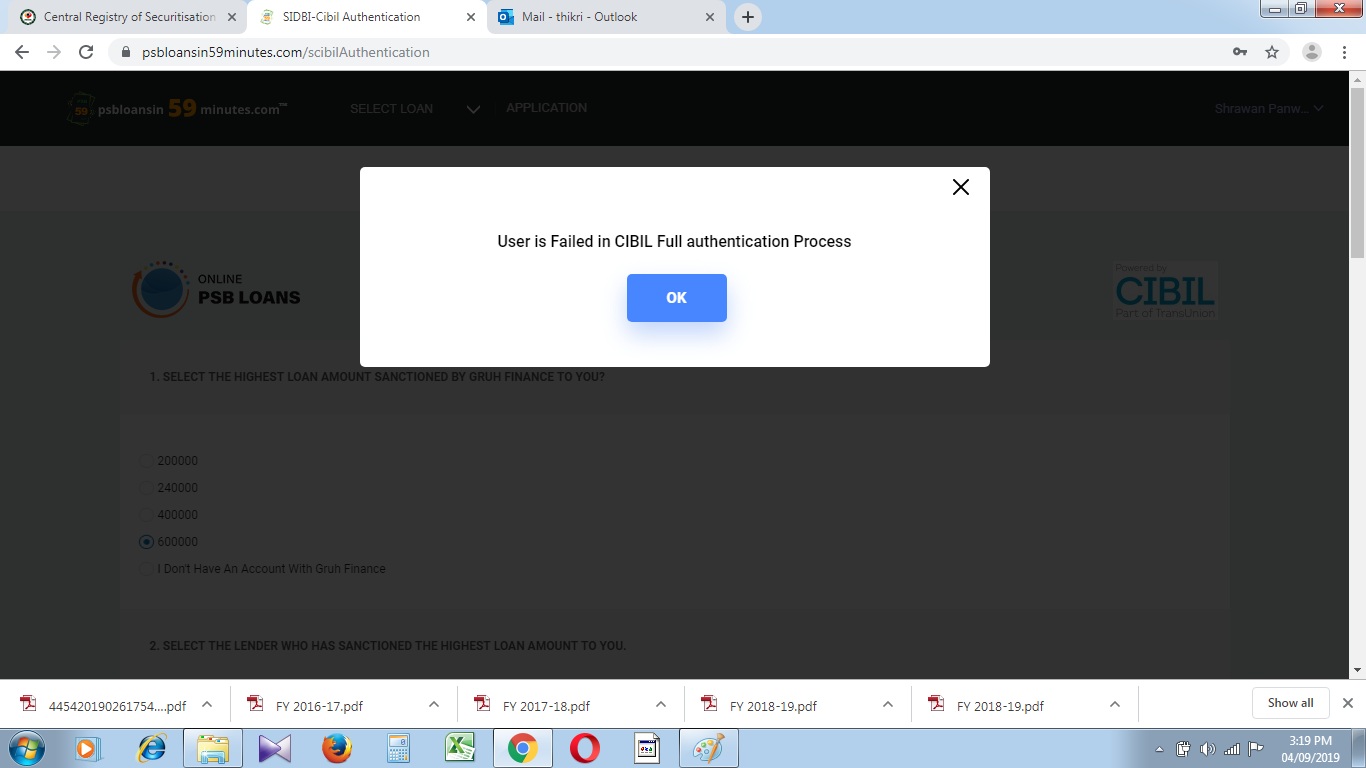 Central Registry of Securitisation
SIDBI-Cibil Authentication
Mail - thikri - Outlook
psbloansin59minutes.com/scibilAuthentication
psbloansin 59 minutes.com™
SELECT LOAN
APPLICATION
Shrawan Panw...
User is Failed in CIBIL Full authentication Process
OK
ONLINE
PSB LOANS
Powered by
CIBIL
Part of TransUnion
1. SELECT THE HIGHEST LOAN AMOUNT SANCTIONED BY GRUH FINANCE TO YOU?
200000
240000
400000
600000
I Don't Have An Account With Gruh Finance
2. SELECT THE LENDER WHO HAS SANCTIONED THE HIGHEST LOAN AMOUNT TO YOU.
445420190261754....pdf
FY 2016-17.pdf
FY 2017-18.pdf
FY 2018-19.pdf
FY 2018-19.pdf
Show all
3:19 PM
04/09/2019